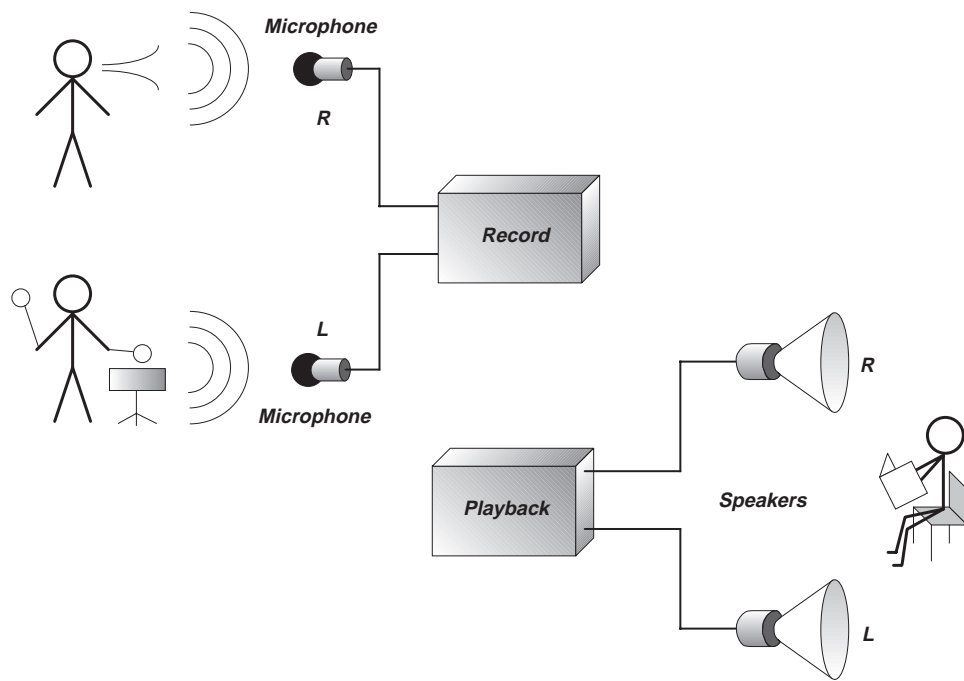 Microphone
R
Record
L
Microphone
R
Playback
Speakers
L